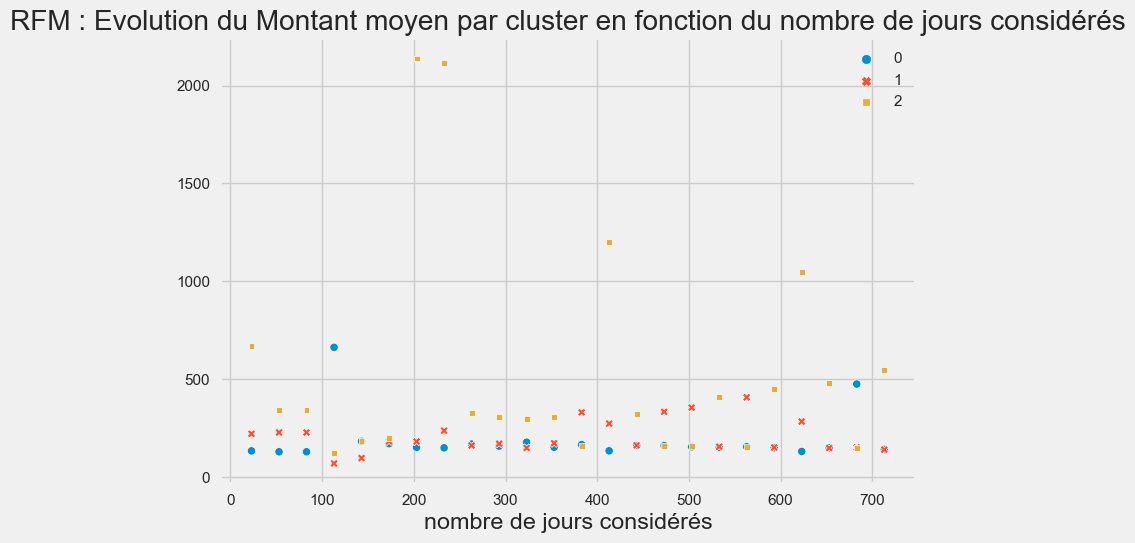 RFM : Evolution du Montant moyen par cluster en fonction du nombre de jours considérés
0
1
2
2000
1500
1000
500
0
0 100 200 300 400 500 600 700
nombre de jours considérés